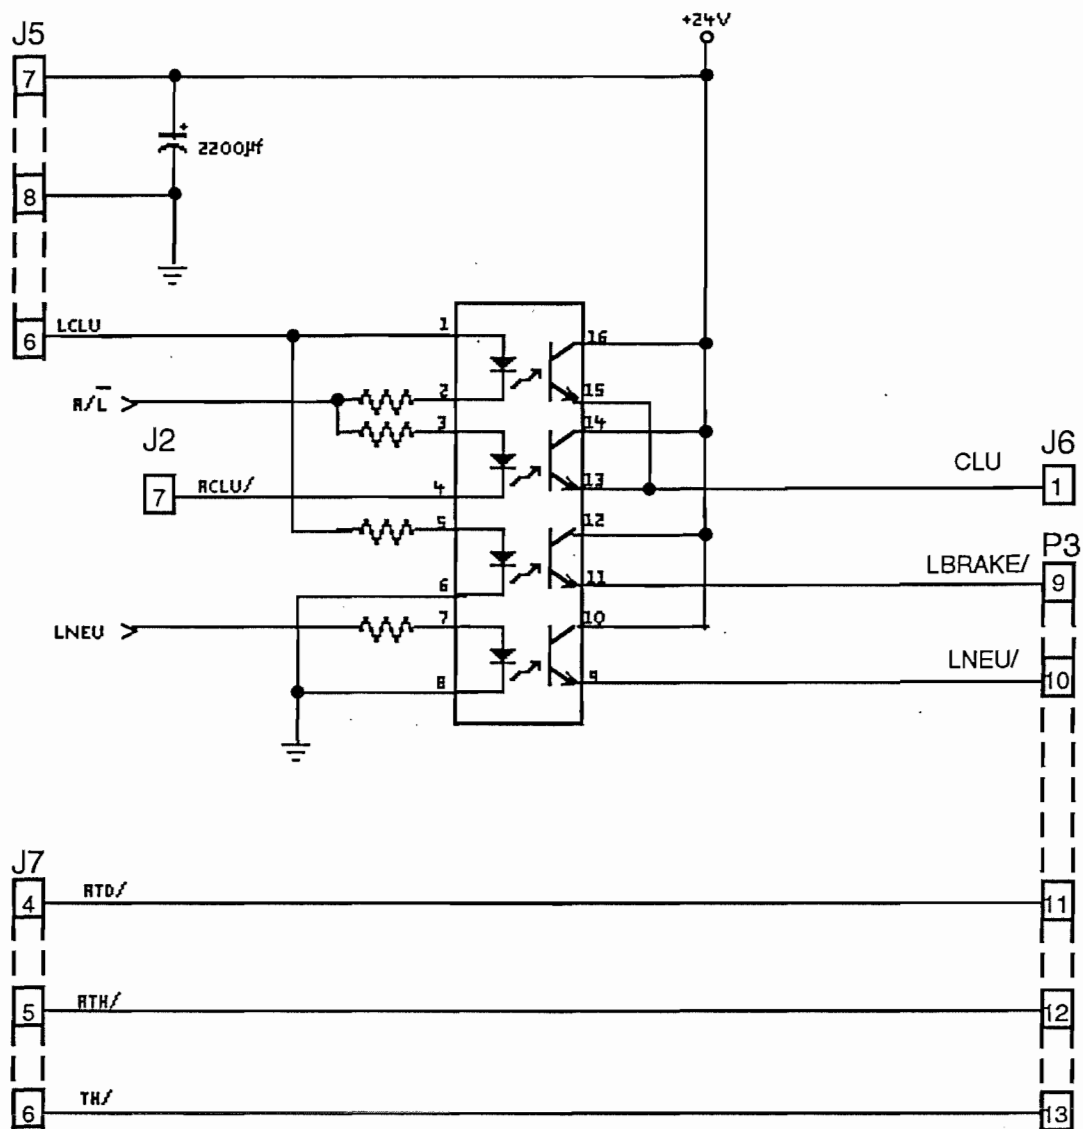 +24V
J5
7
2200µf
8
6 LCLU
1 16
R/L̅ 2 15
3 14
J2 J6
7 RCLU/ 4 13 CLU 1
5 12
P3
6 11 LBRAKE/ 9
LNEU 7 10
8 9 LNEU/ 10
J7
4 RTD/ 11
5 RTH/ 12
6 TH/ 13